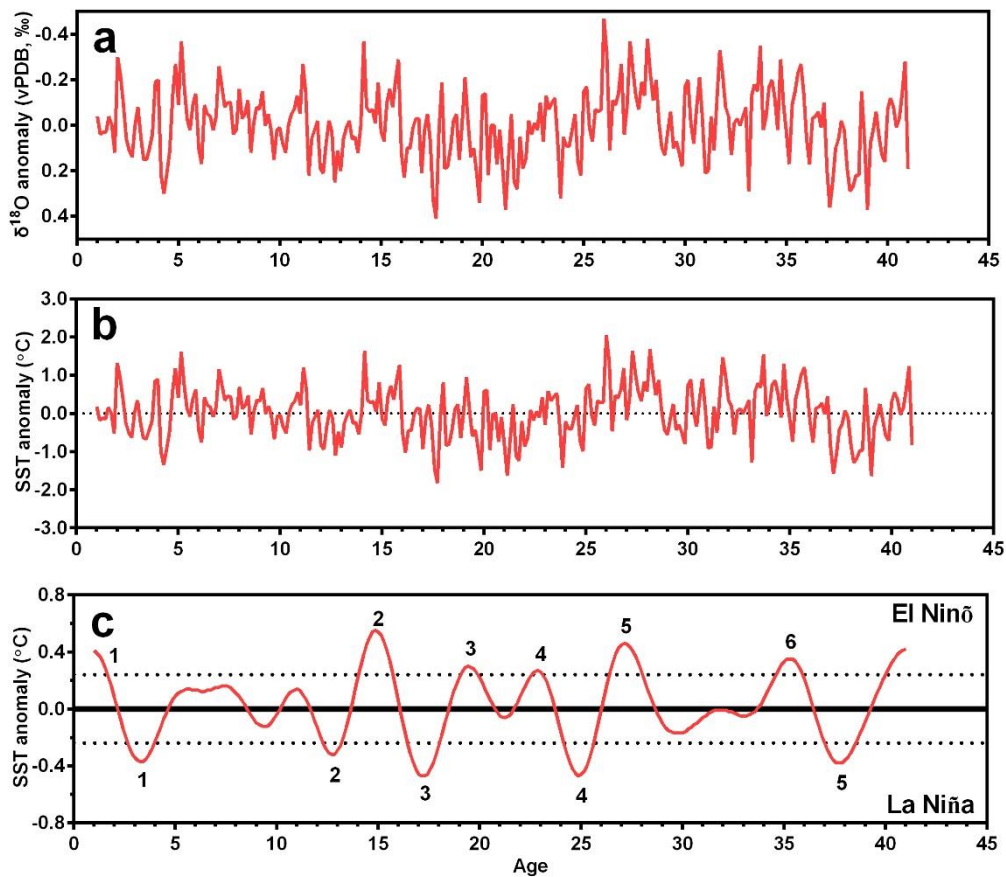 a
δ18O anomaly (vPDB, ‰)
-0.4
-0.2
0.0
0.2
0.4
0 5 10 15 20 25 30 35 40 45
b
SST anomaly (°C)
3.0
2.0
1.0
0.0
-1.0
-2.0
-3.0
0 5 10 15 20 25 30 35 40 45
c
El Ninõ
SST anomaly (°C)
0.8
0.4
0.0
-0.4
-0.8
1 2 3 4 5 6
1 2 3 4 5
La Niña
0 5 10 15 20 25 30 35 40 45
Age